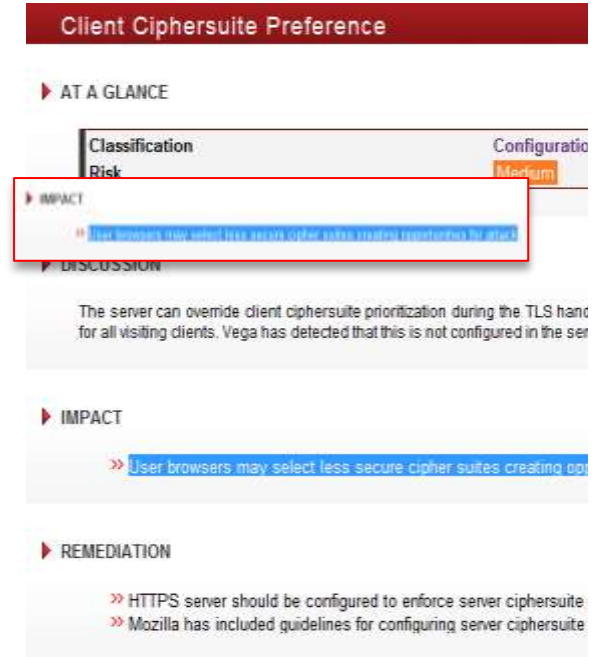 Client Ciphersuite Preference
AT A GLANCE
Classification
Configuratio
Risk
Medium
IMPACT
User browsers may select less secure cipher suites creating opportunities for attack
DISCUSSION
The server can override client ciphersuite prioritization during the TLS hand
for all visiting clients. Vega has detected that this is not configured in the ser
IMPACT
User browsers may select less secure cipher suites creating opp
REMEDIATION
HTTPS server should be configured to enforce server ciphersuite
Mozilla has included guidelines for configuring server ciphersuite